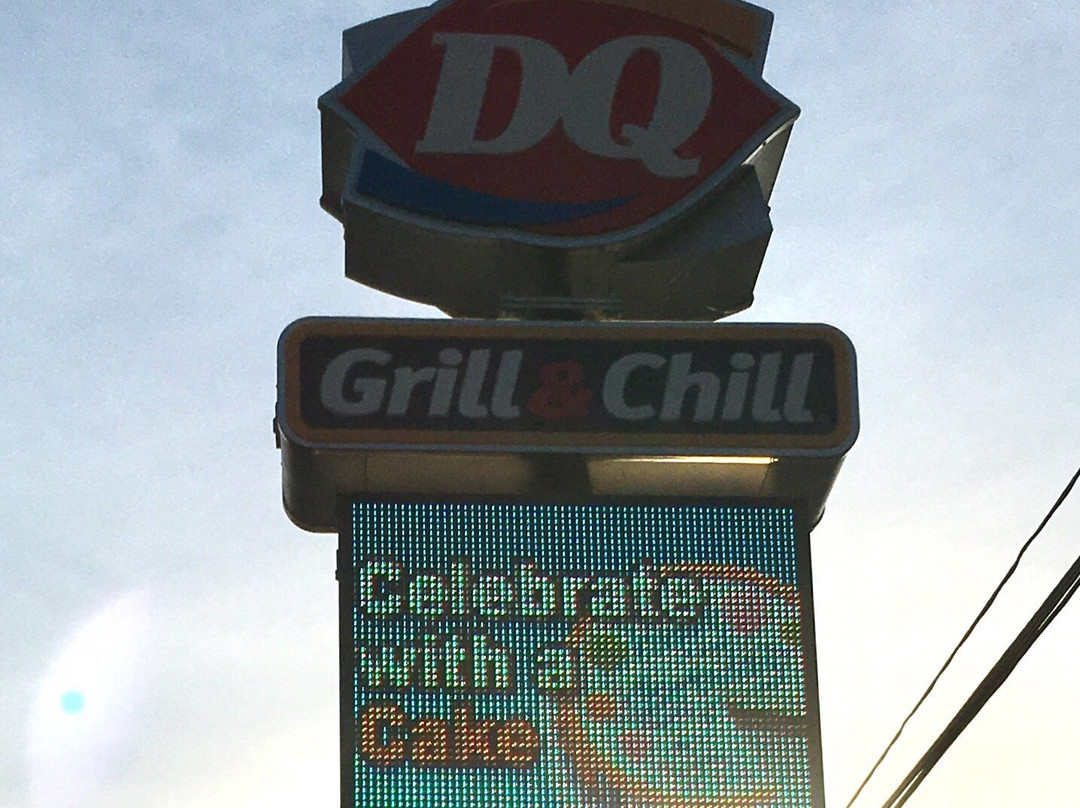 DQ
Grill & Chill
Celebrate
with a
Cake